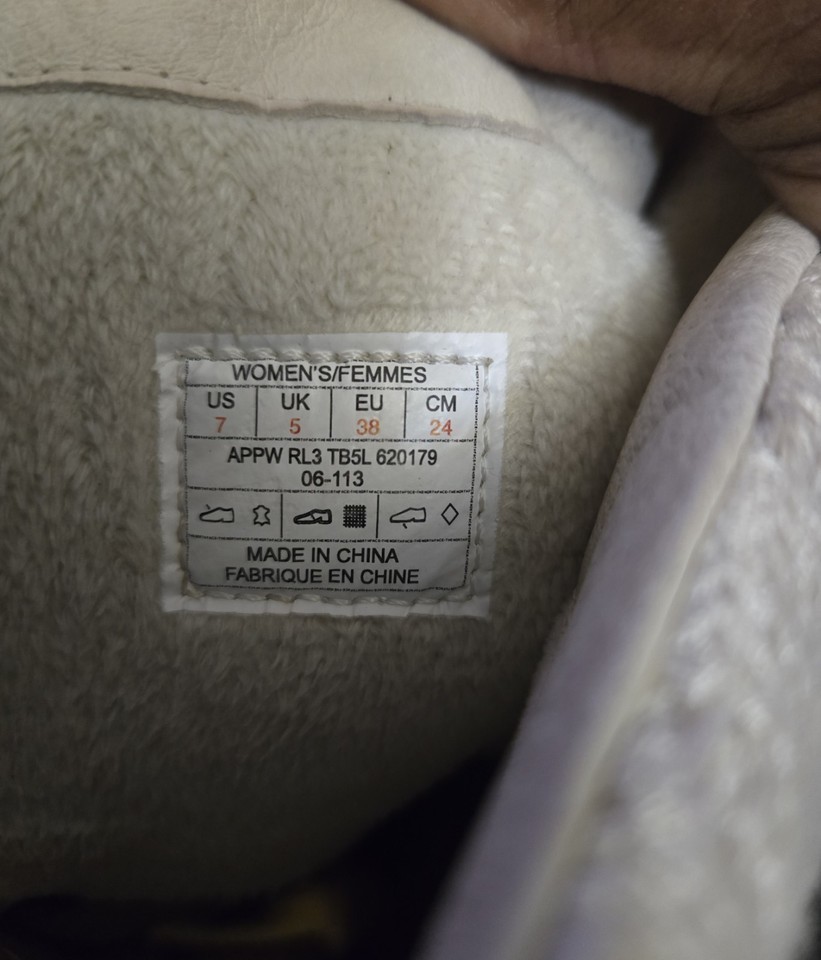 WOMEN'S/FEMMES
US UK EU CM
7 5 38 24
APPW RL3 TB5L 620179
06-113
MADE IN CHINA
FABRIQUE EN CHINE